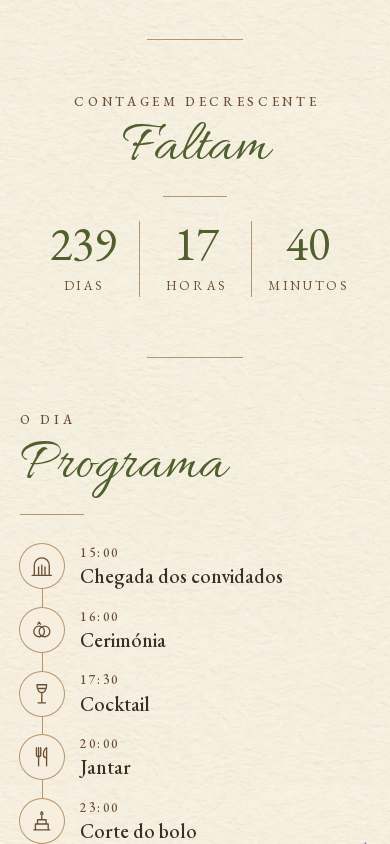 CONTAGEM DECRESCENTE
Faltam
239 17 40
DIAS HORAS MINUTOS
O DIA
Programa
15:00
Chegada dos convidados
16:00
Cerimónia
17:30
Cocktail
20:00
Jantar
23:00
Corte do bolo